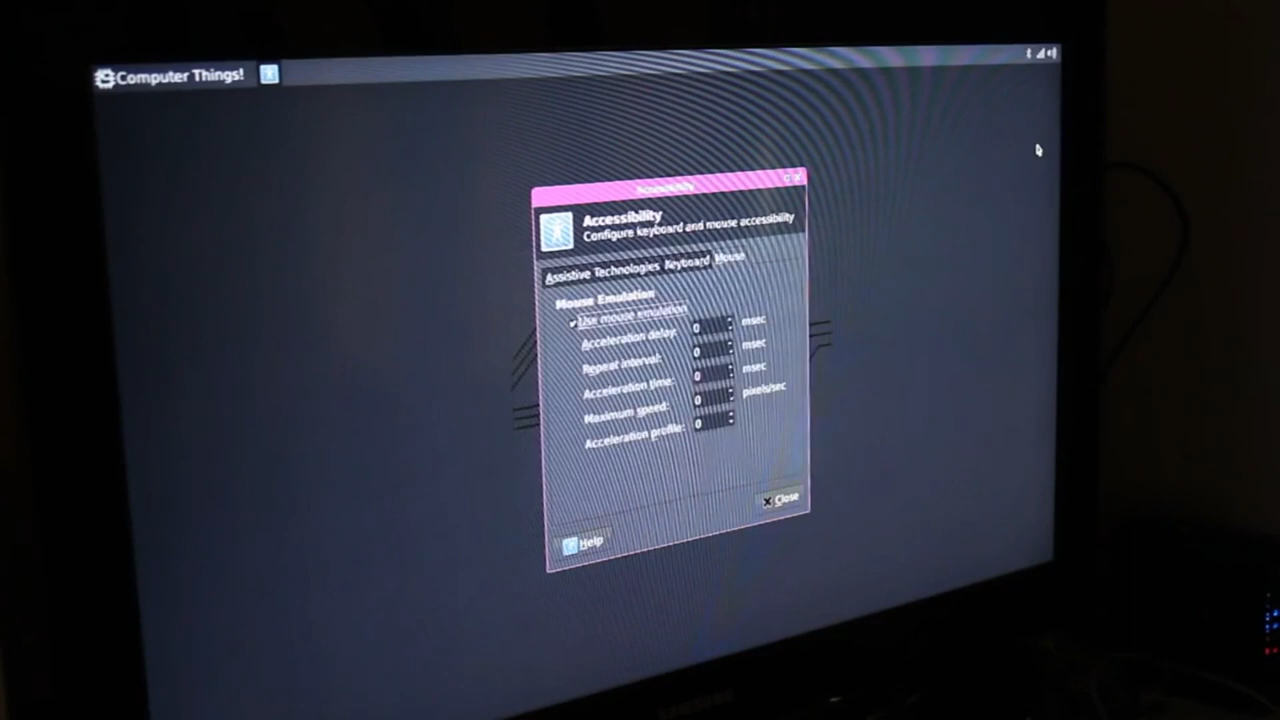 Computer Things!
Accessibility
Accessibility
Configure keyboard and mouse accessibility
Assistive Technologies Keyboard Mouse
Mouse Emulation
Use mouse emulation
Acceleration delay: 0 msec
Repeat interval: 0 msec
Acceleration time: 0 msec
Maximum speed: 0 pixels/sec
Acceleration profile: 0
Close
Help